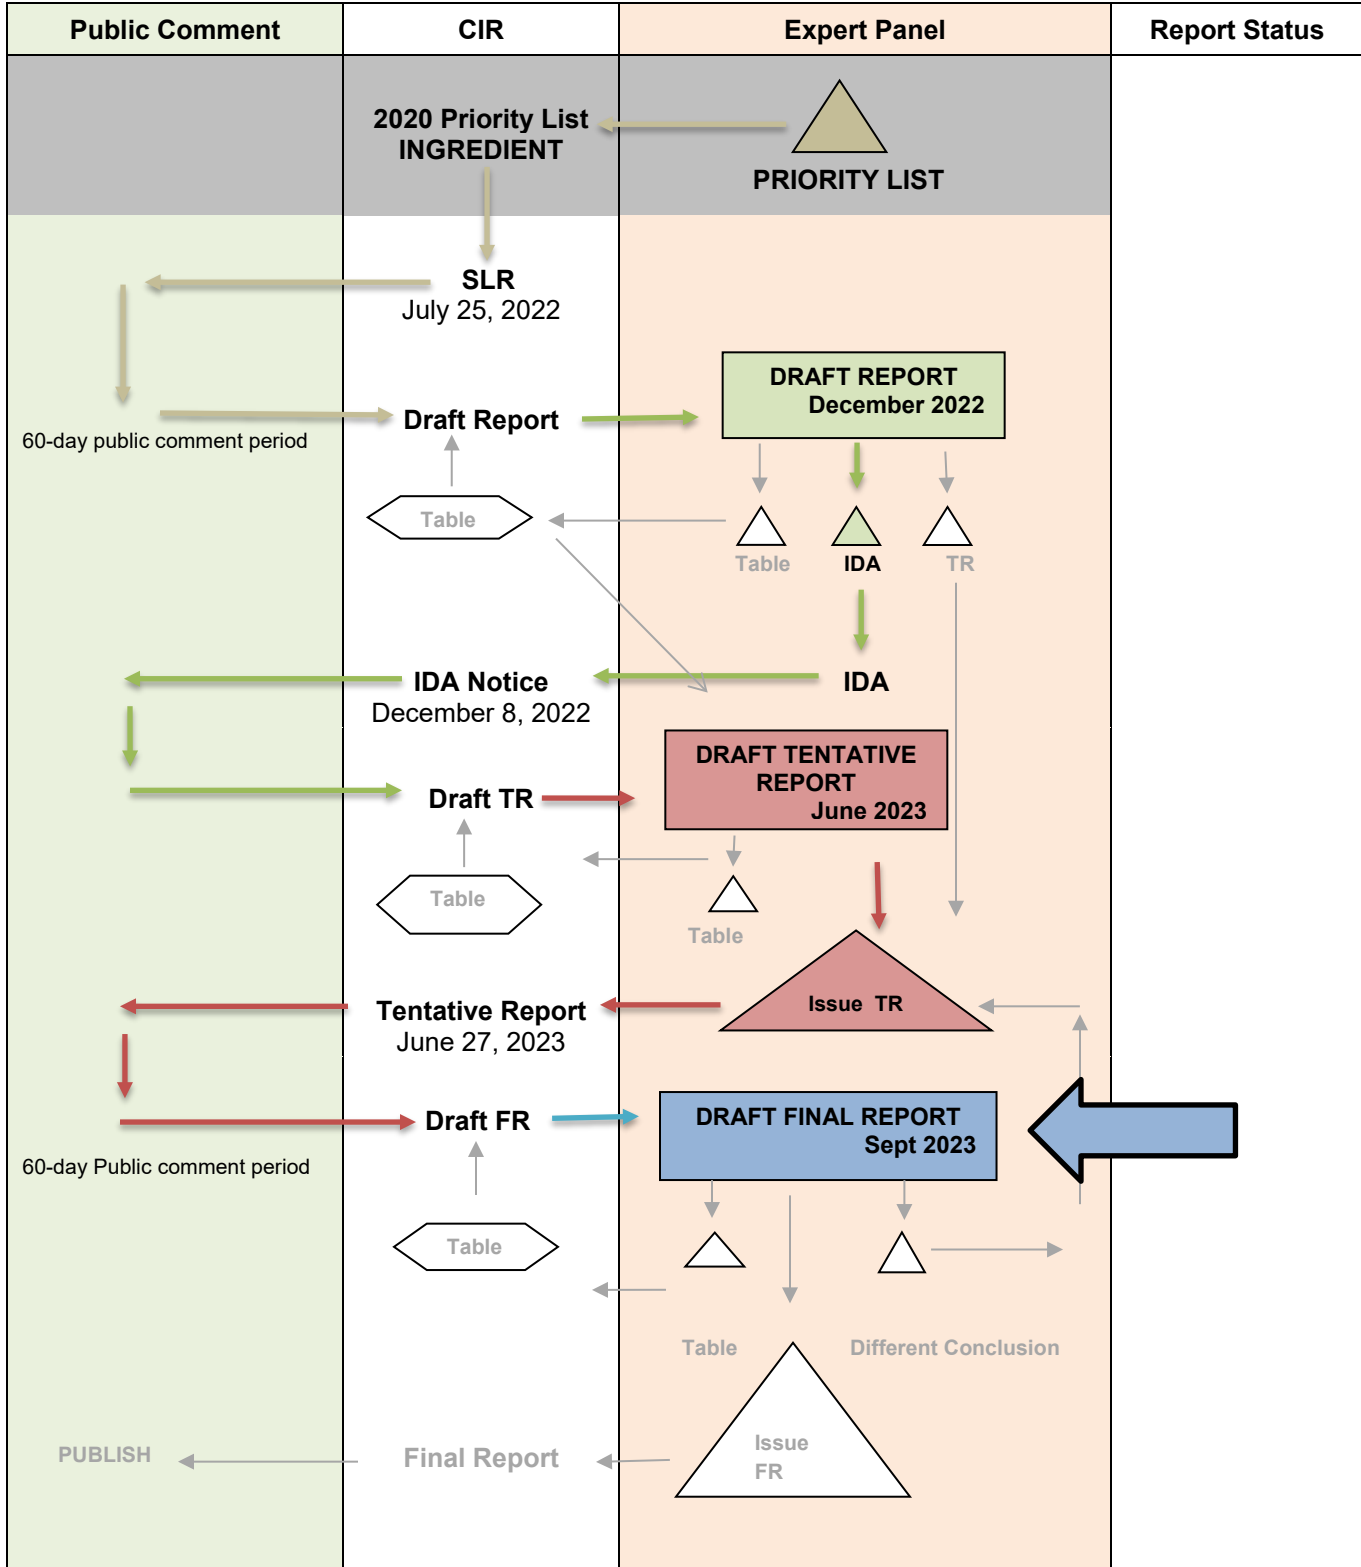 Public Comment
CIR
Expert Panel
Report Status
2020 Priority List
INGREDIENT
PRIORITY LIST
SLR
July 25, 2022
60-day public comment period
Draft Report
DRAFT REPORT
December 2022
Table
Table
IDA
TR
IDA Notice
December 8, 2022
IDA
DRAFT TENTATIVE
REPORT
June 2023
Draft TR
Table
Table
Issue TR
Tentative Report
June 27, 2023
60-day Public comment period
Draft FR
DRAFT FINAL REPORT
Sept 2023
Table
Table
Different Conclusion
Issue
FR
Final Report
PUBLISH